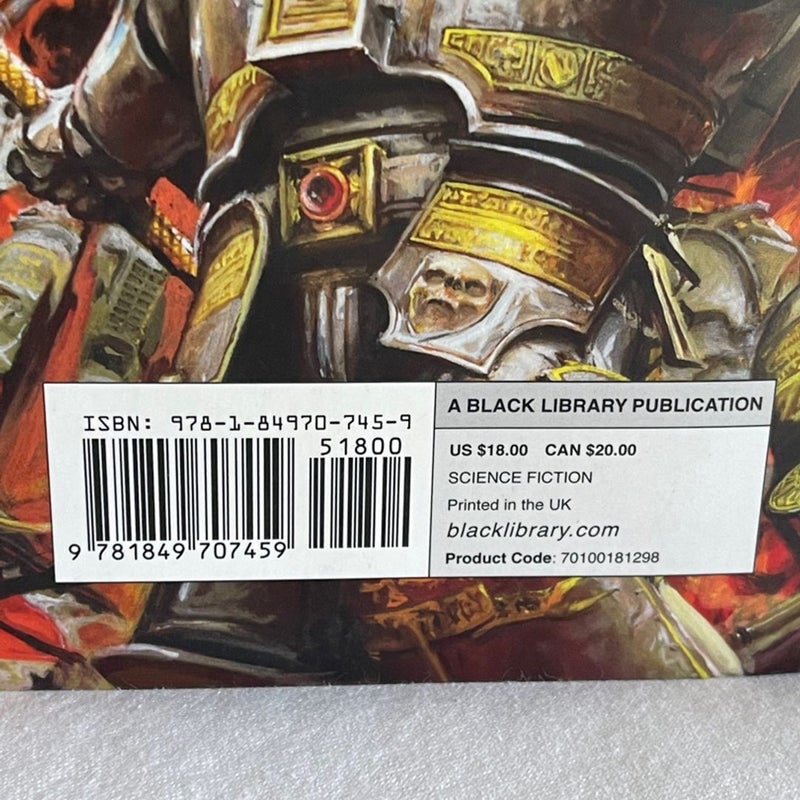 ISBN: 978-1-84970-745-9
51800
9 781849 707459
A BLACK LIBRARY PUBLICATION
US $18.00 CAN $20.00
SCIENCE FICTION
Printed in the UK
blacklibrary.com
Product Code: 70100181298